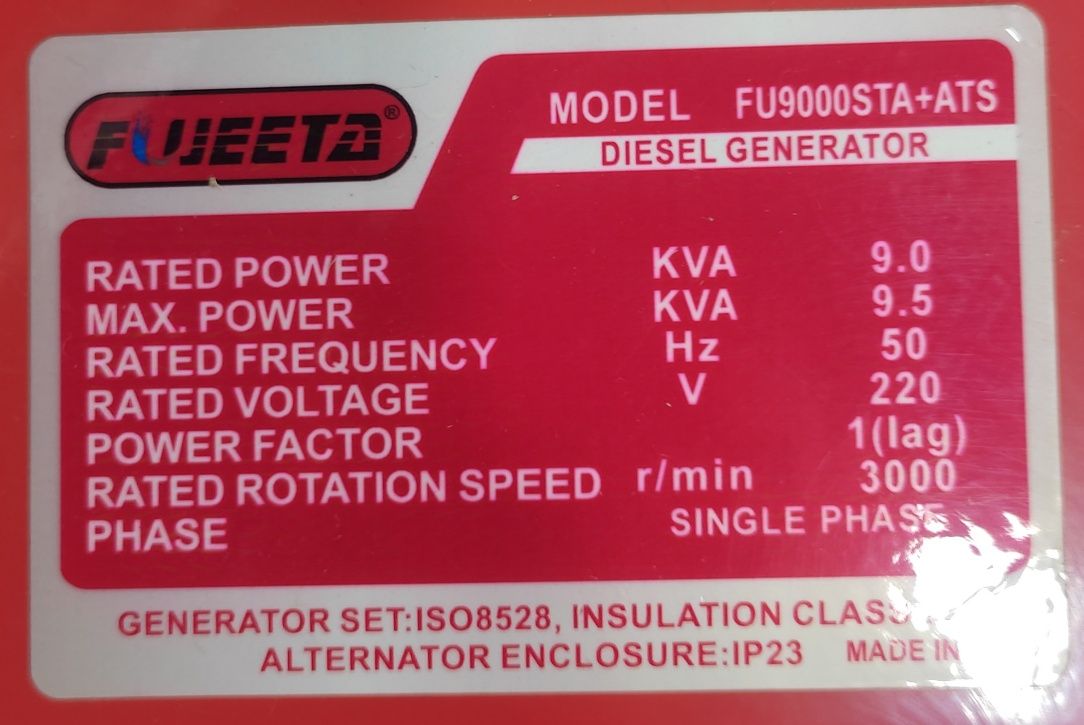 FUJEETA®
MODEL FU9000STA+ATS
DIESEL GENERATOR
RATED POWER KVA 9.0
MAX. POWER KVA 9.5
RATED FREQUENCY Hz 50
RATED VOLTAGE V 220
POWER FACTOR 1(lag)
RATED ROTATION SPEED r/min 3000
PHASE SINGLE PHASE
GENERATOR SET:ISO8528, INSULATION CLASS
ALTERNATOR ENCLOSURE:IP23 MADE IN